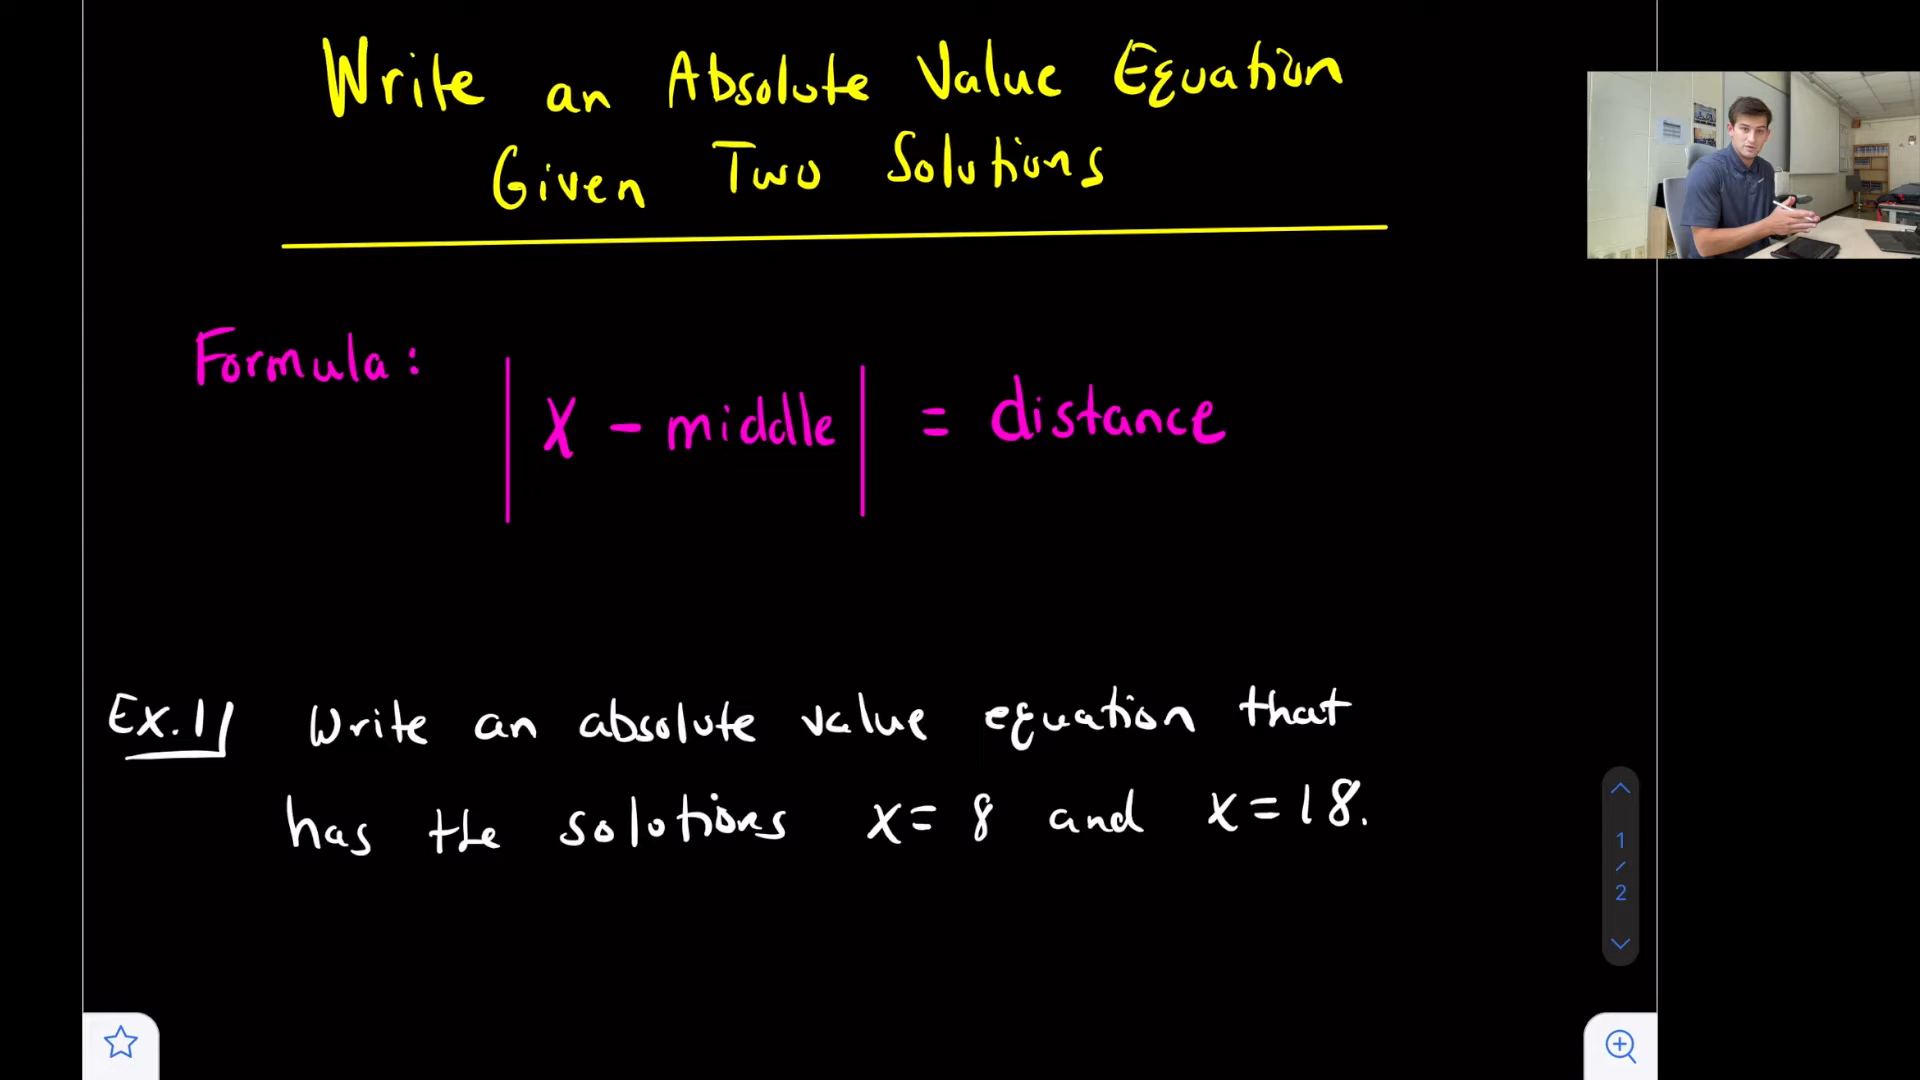 Write an Absolute Value Equation
Given Two Solutions
Formula:
|x - middle| = distance
Ex. 1/ Write an absolute value equation that
has the solutions x = 8 and x = 18.
1
/
2